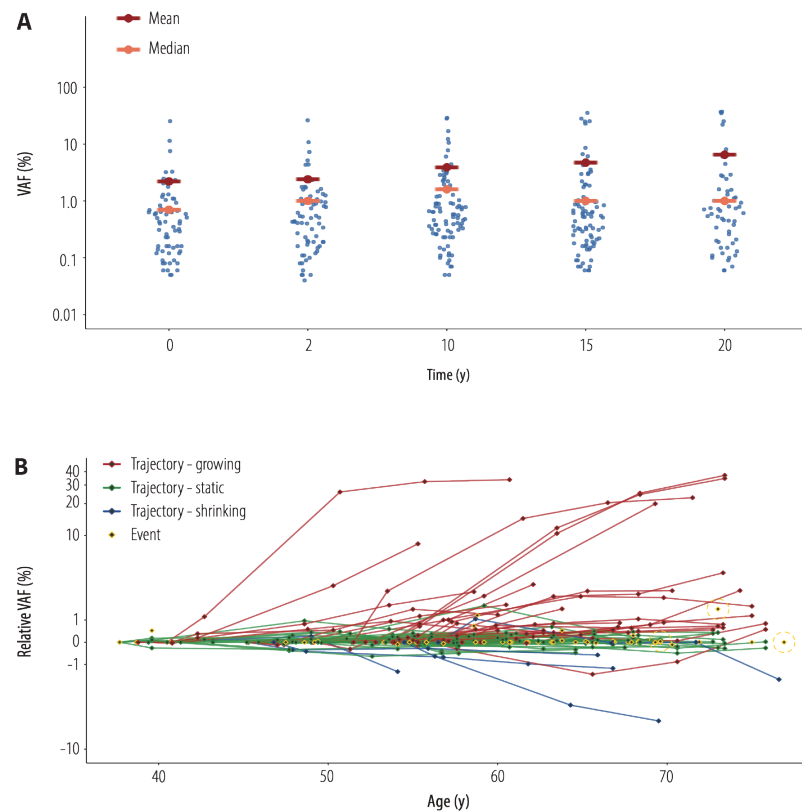 A
Mean
Median
VAF (%)
100
10
1.0
0.1
0.01
0 2 10 15 20
Time (y)
B
Trajectory – growing
Trajectory – static
Trajectory – shrinking
Event
Relative VAF (%)
40
30
20
10
1
0
−1
−10
40 50 60 70
Age (y)